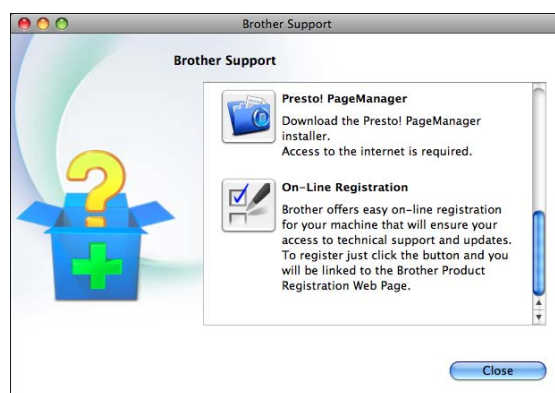 Brother Support
Brother Support
Presto! PageManager
Download the Presto! PageManager
installer.
Access to the internet is required.
On-Line Registration
Brother offers easy on-line registration
for your machine that will ensure your
access to technical support and updates.
To register just click the button and you
will be linked to the Brother Product
Registration Web Page.
Close